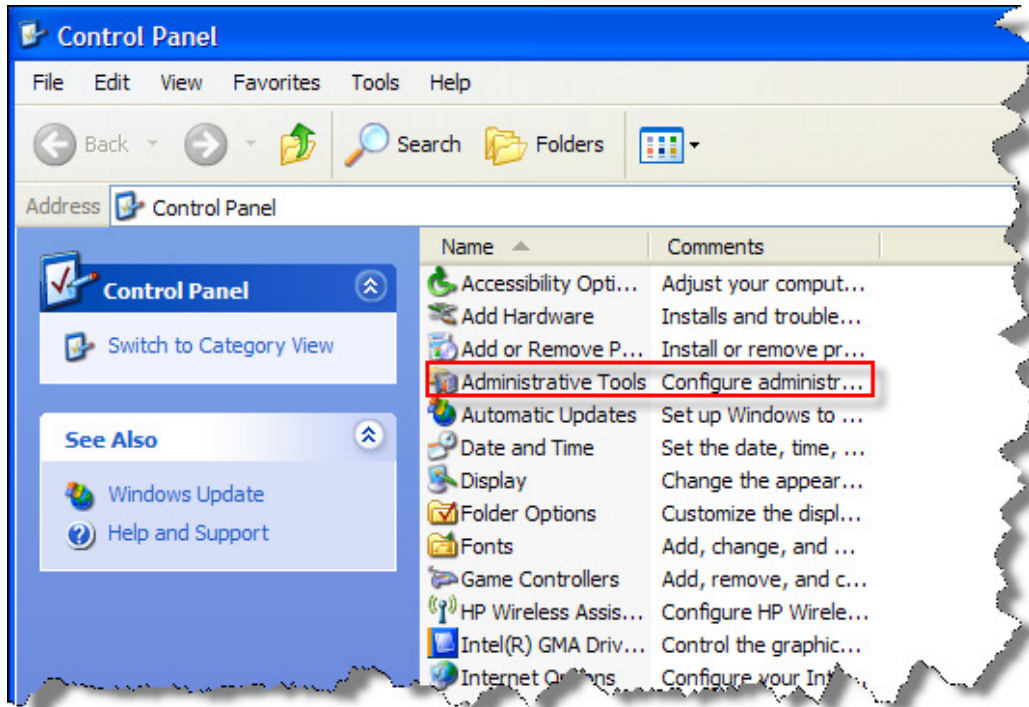 Control Panel
File Edit View Favorites Tools Help
Back Search Folders
Address Control Panel
Control Panel
Switch to Category View
See Also
Windows Update
Help and Support
Name Comments
Accessibility Opti... Adjust your comput...
Add Hardware Installs and trouble...
Add or Remove P... Install or remove pr...
Administrative Tools Configure administr...
Automatic Updates Set up Windows to ...
Date and Time Set the date, time, ...
Display Change the appear...
Folder Options Customize the displ...
Fonts Add, change, and ...
Game Controllers Add, remove, and c...
HP Wireless Assis... Configure HP Wirele...
Intel(R) GMA Driv... Control the graphic...
Internet Configure your